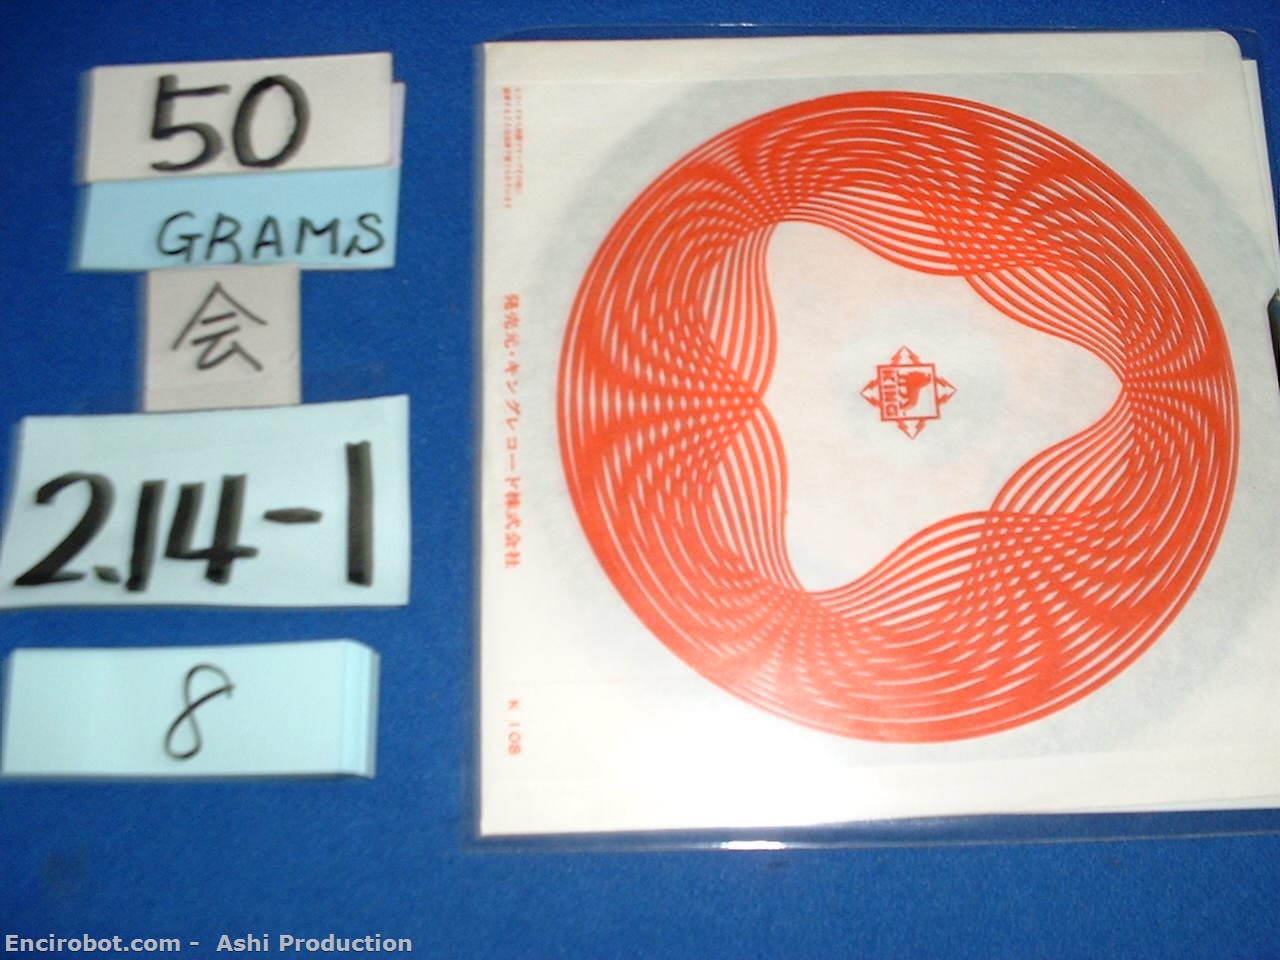 50
GRAMS
会
2.14-1
8
発売元・キングレコード株式会社
K 108
KING
Encirobot.com - Ashi Production